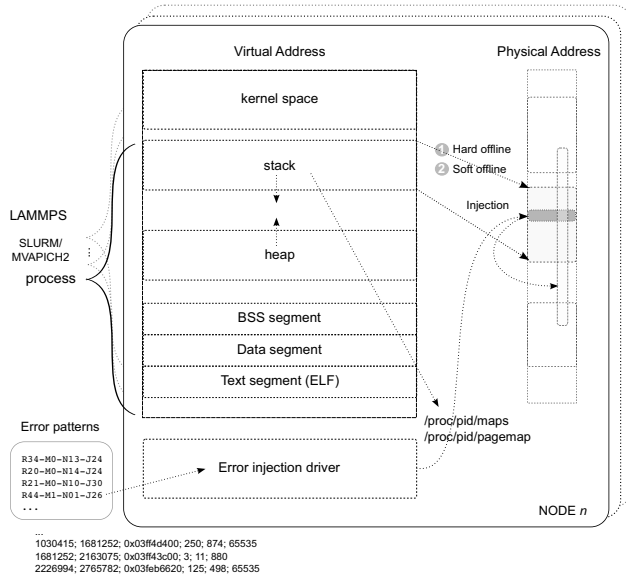 Virtual Address
Physical Address
kernel space
1 Hard offline
2 Soft offline
stack
Injection
LAMMPS
SLURM/
MVAPICH2
...
process
heap
BSS segment
Data segment
Text segment (ELF)
/proc/pid/maps
/proc/pid/pagemap
Error patterns
R34-M0-N13-J24
R20-M0-N14-J24
R21-M0-N10-J30
R44-M1-N01-J26
...
Error injection driver
NODE n
...
1030415; 1681252; 0x03ff4d400; 250; 874; 65535
1681252; 2163075; 0x03ff43c00; 3; 11; 880
2226994; 2765782; 0x03feb6620; 125; 498; 65535